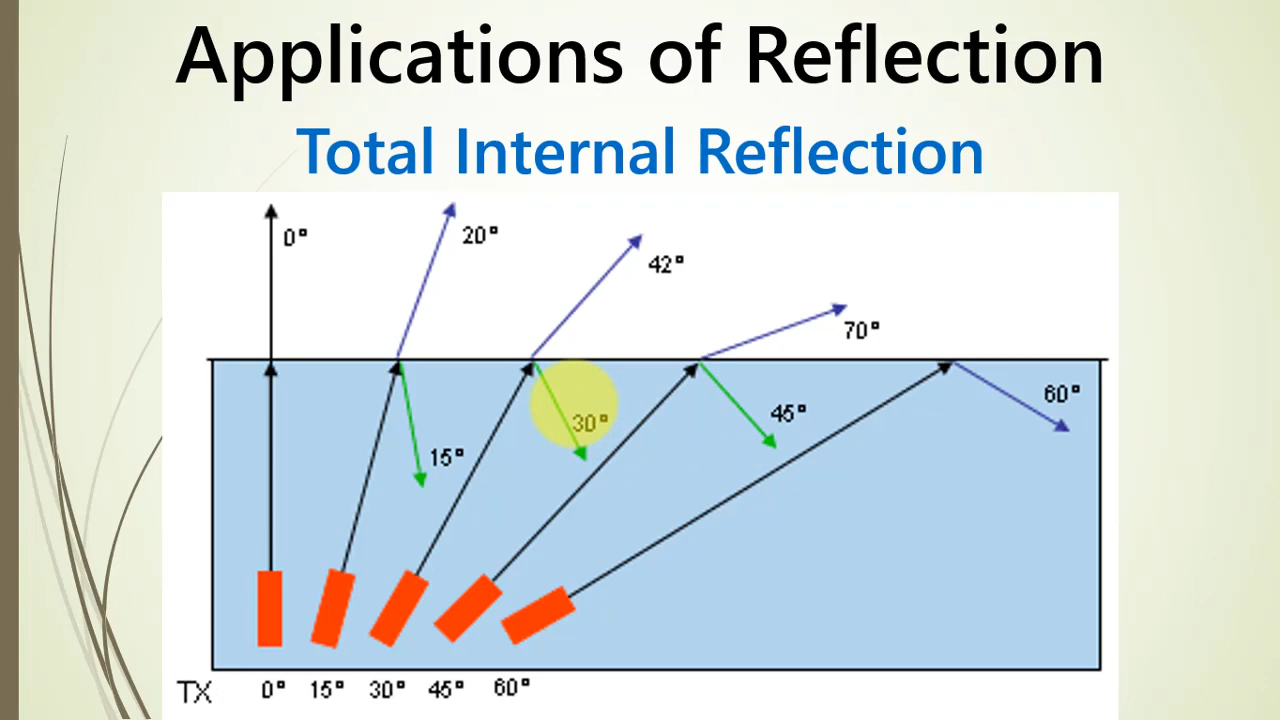 Applications of Reflection
Total Internal Reflection
0°
20°
42°
70°
60°
45°
30°
15°
TX 0° 15° 30° 45° 60°